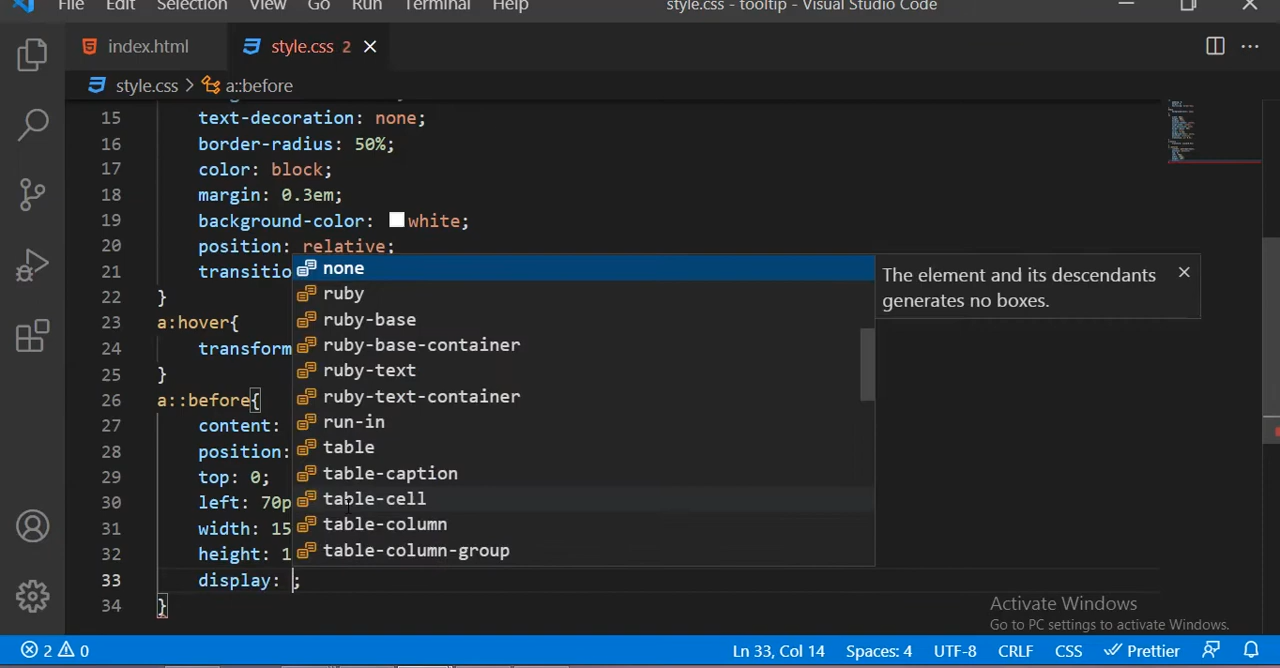 File Edit Selection View Go Run Terminal Help style.css - tooltip - Visual Studio Code
index.html style.css 2
style.css > a::before
15 text-decoration: none;
16 border-radius: 50%;
17 color: block;
18 margin: 0.3em;
19 background-color: white;
20 position: relative;
21 transitio
22 }
23 a:hover{
24 transform
25 }
26 a::before{
27 content:
28 position:
29 top: 0;
30 left: 70p
31 width: 15
32 height: 1
33 display: ;
34 }
none
ruby
ruby-base
ruby-base-container
ruby-text
ruby-text-container
run-in
table
table-caption
table-cell
table-column
table-column-group
The element and its descendants
generates no boxes.
Activate Windows
Go to PC settings to activate Windows.
2 0 Ln 33, Col 14 Spaces: 4 UTF-8 CRLF CSS Prettier